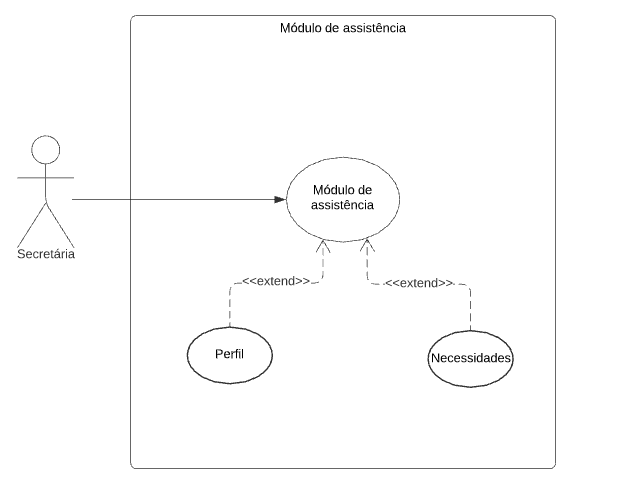 Módulo de assistência
Módulo de
assistência
Secretária
<<extend>>
<<extend>>
Perfil
Necessidades